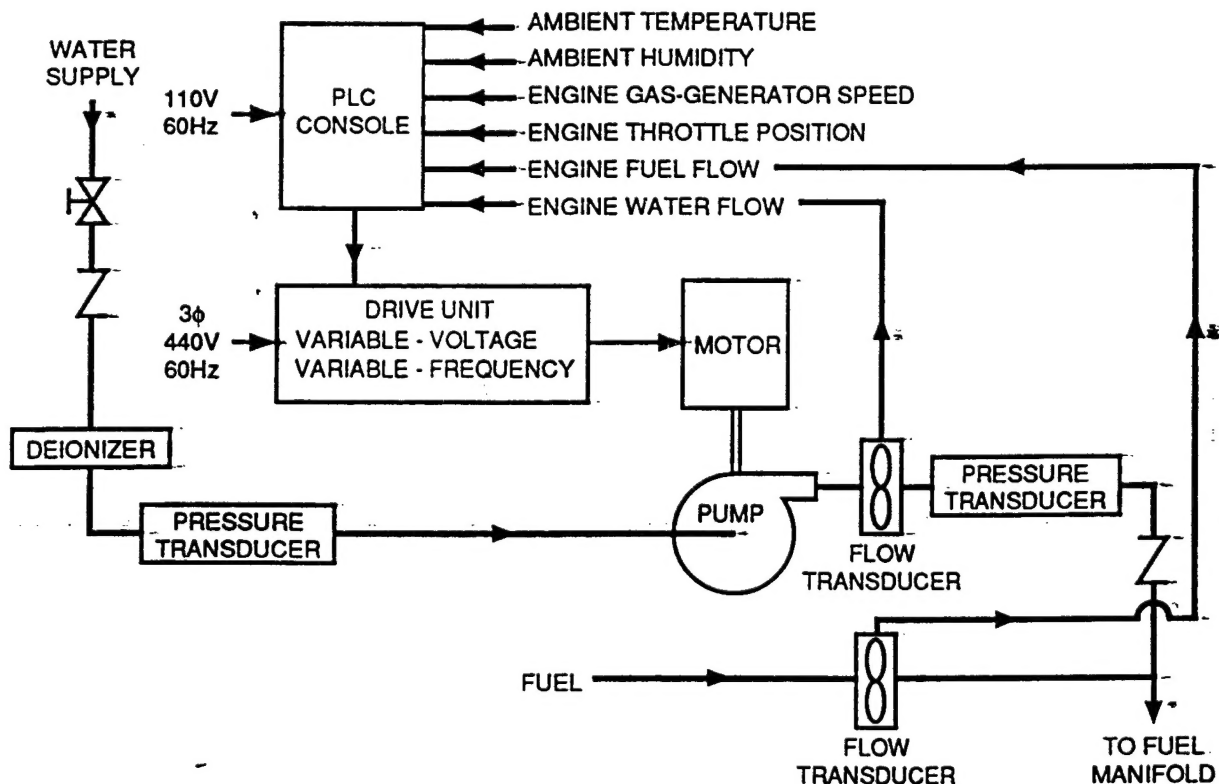 WATER
SUPPLY
110V
60Hz
PLC
CONSOLE
AMBIENT TEMPERATURE
AMBIENT HUMIDITY
ENGINE GAS-GENERATOR SPEED
ENGINE THROTTLE POSITION
ENGINE FUEL FLOW
ENGINE WATER FLOW
3ϕ
440V
60Hz
DRIVE UNIT
VARIABLE - VOLTAGE
VARIABLE - FREQUENCY
MOTOR
DEIONIZER
PRESSURE
TRANSDUCER
PUMP
FLOW
TRANSDUCER
PRESSURE
TRANSDUCER
FUEL
FLOW
TRANSDUCER
TO FUEL
MANIFOLD